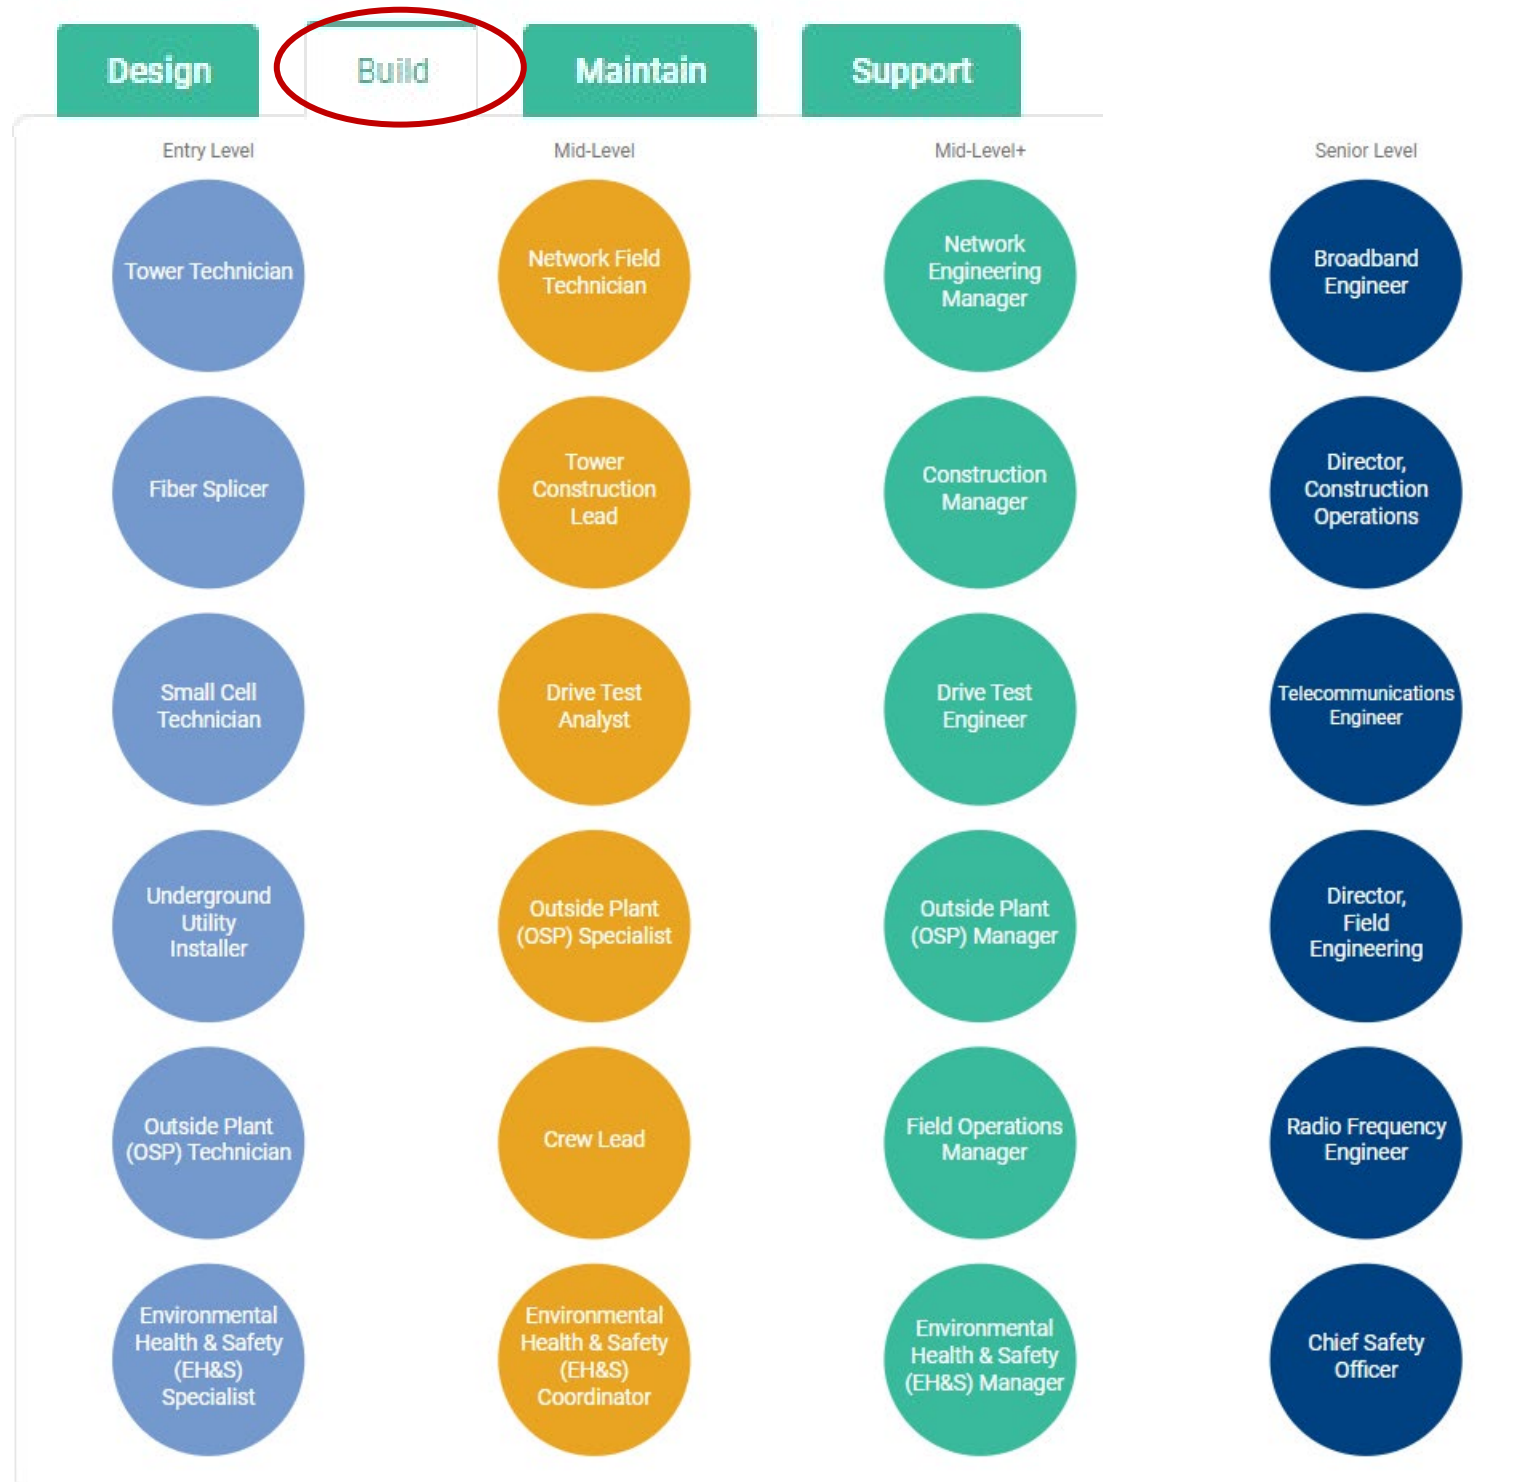 Design Build Maintain Support
Entry Level Mid-Level Mid-Level+ Senior Level
Tower Technician
Network Field
Technician
Network
Engineering
Manager
Broadband
Engineer
Fiber Splicer
Tower
Construction
Lead
Construction
Manager
Director,
Construction
Operations
Small Cell
Technician
Drive Test
Analyst
Drive Test
Engineer
Telecommunications
Engineer
Underground
Utility
Installer
Outside Plant
(OSP) Specialist
Outside Plant
(OSP) Manager
Director,
Field
Engineering
Outside Plant
(OSP) Technician
Crew Lead
Field Operations
Manager
Radio Frequency
Engineer
Environmental
Health & Safety
(EH&S)
Specialist
Environmental
Health & Safety
(EH&S)
Coordinator
Environmental
Health & Safety
(EH&S) Manager
Chief Safety
Officer